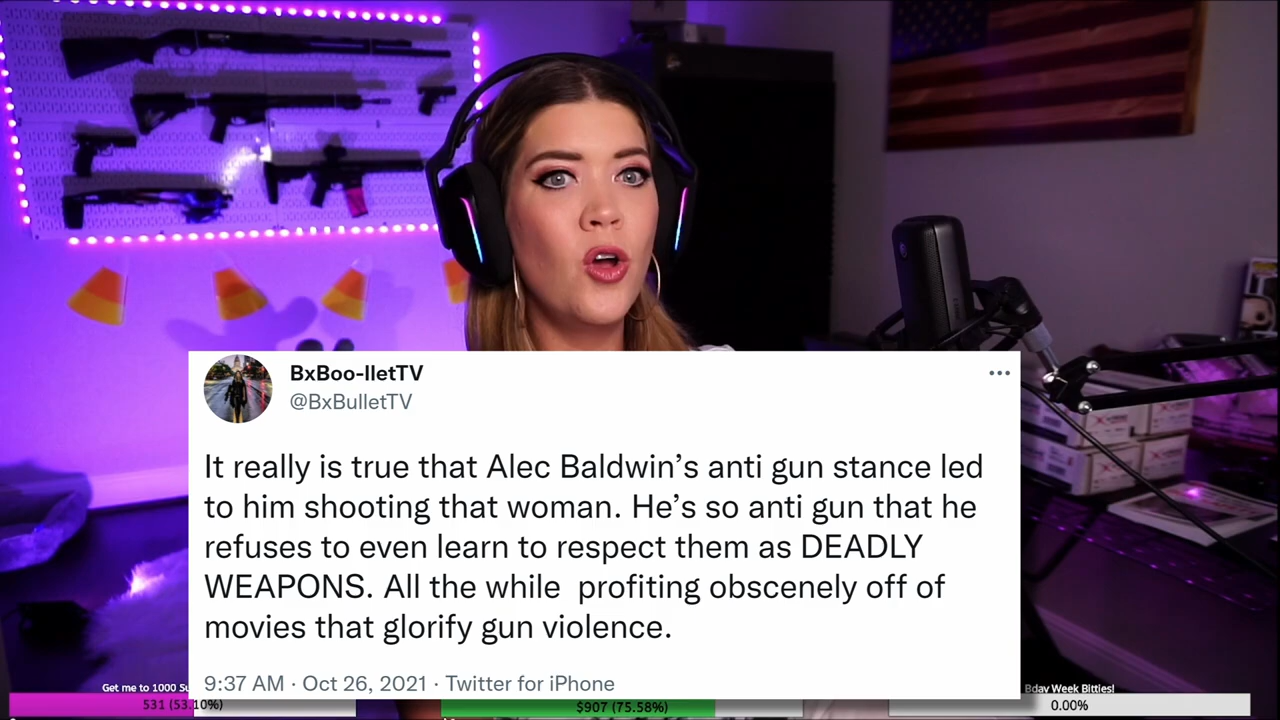 BxBoo-lletTV
@BxBulletTV
It really is true that Alec Baldwin’s anti gun stance led
to him shooting that woman. He’s so anti gun that he
refuses to even learn to respect them as DEADLY
WEAPONS. All the while  profiting obscenely off of
movies that glorify gun violence.
9:37 AM · Oct 26, 2021 · Twitter for iPhone
Get me to 1000 Su
Bday Week Bitties!
531 (53.10%)
$907 (75.58%)
0.00%